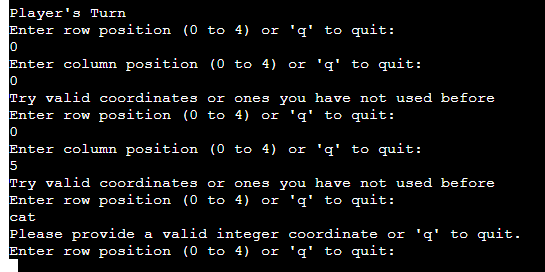 Player's Turn
Enter row position (0 to 4) or 'q' to quit:
0
Enter column position (0 to 4) or 'q' to quit:
0
Try valid coordinates or ones you have not used before
Enter row position (0 to 4) or 'q' to quit:
0
Enter column position (0 to 4) or 'q' to quit:
5
Try valid coordinates or ones you have not used before
Enter row position (0 to 4) or 'q' to quit:
cat
Please provide a valid integer coordinate or 'q' to quit.
Enter row position (0 to 4) or 'q' to quit: